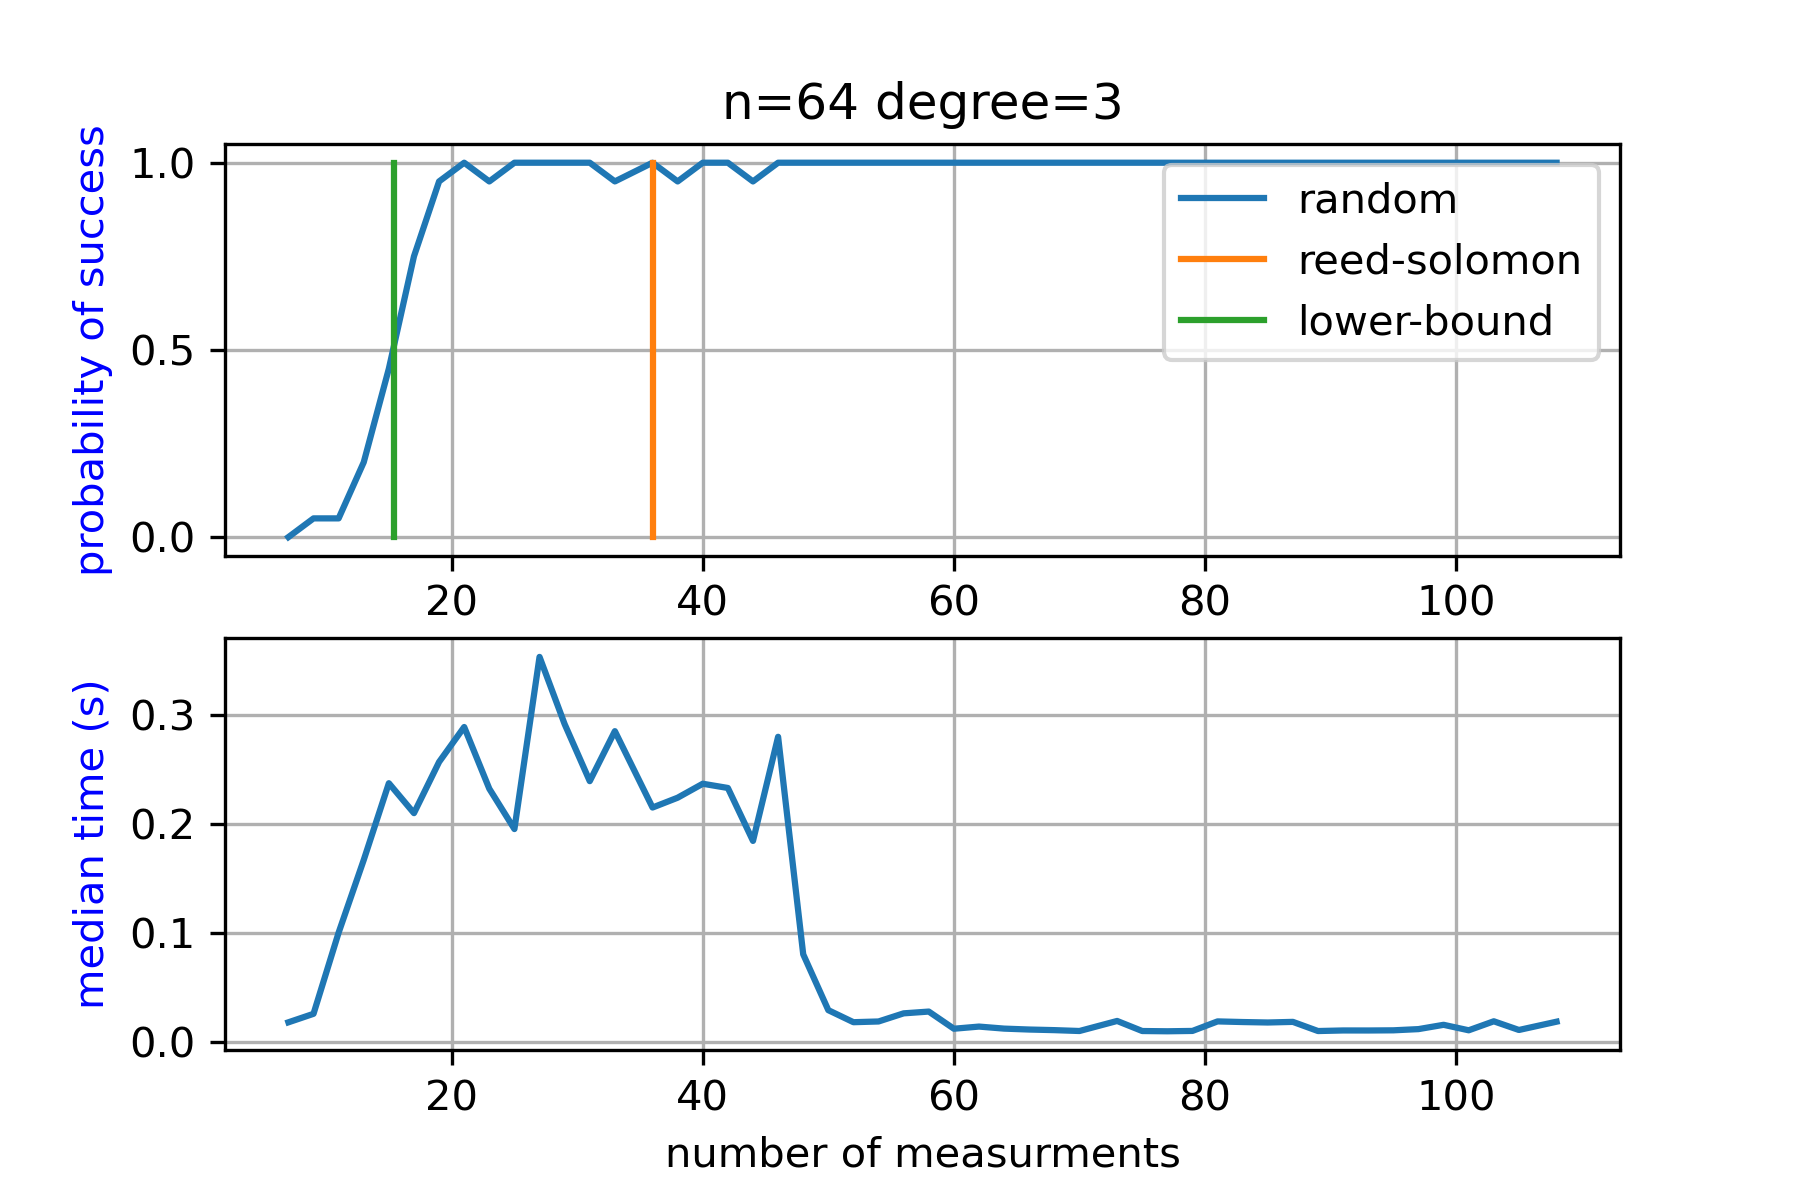 n=64 degree=3
probability of success
1.0
0.5
0.0
random
reed-solomon
lower-bound
20 40 60 80 100
median time (s)
0.3
0.2
0.1
0.0
20 40 60 80 100
number of measurments